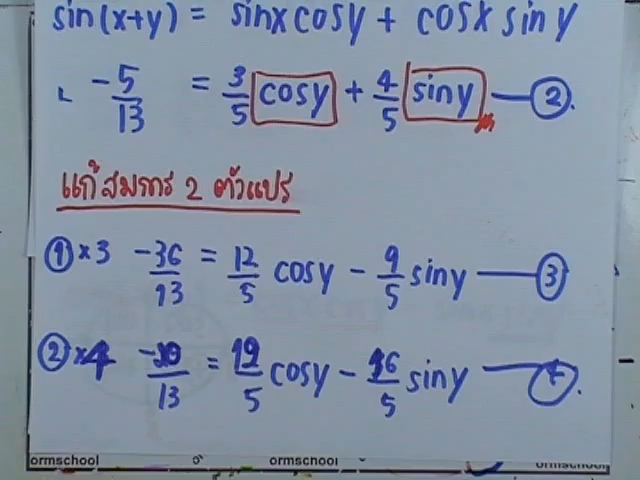 sin(x+y) = sinx cosy + cosx siny
-5/13 = 3/5 cosy + 4/5 siny — ②.
แก้สมการ 2 ตัวแปร
① ×3 -36/13 = 12/5 cosy - 9/5 siny — ③
② ×4 /13 = /5 cosy - 16/5 siny —
ormschool ormschool ormschool